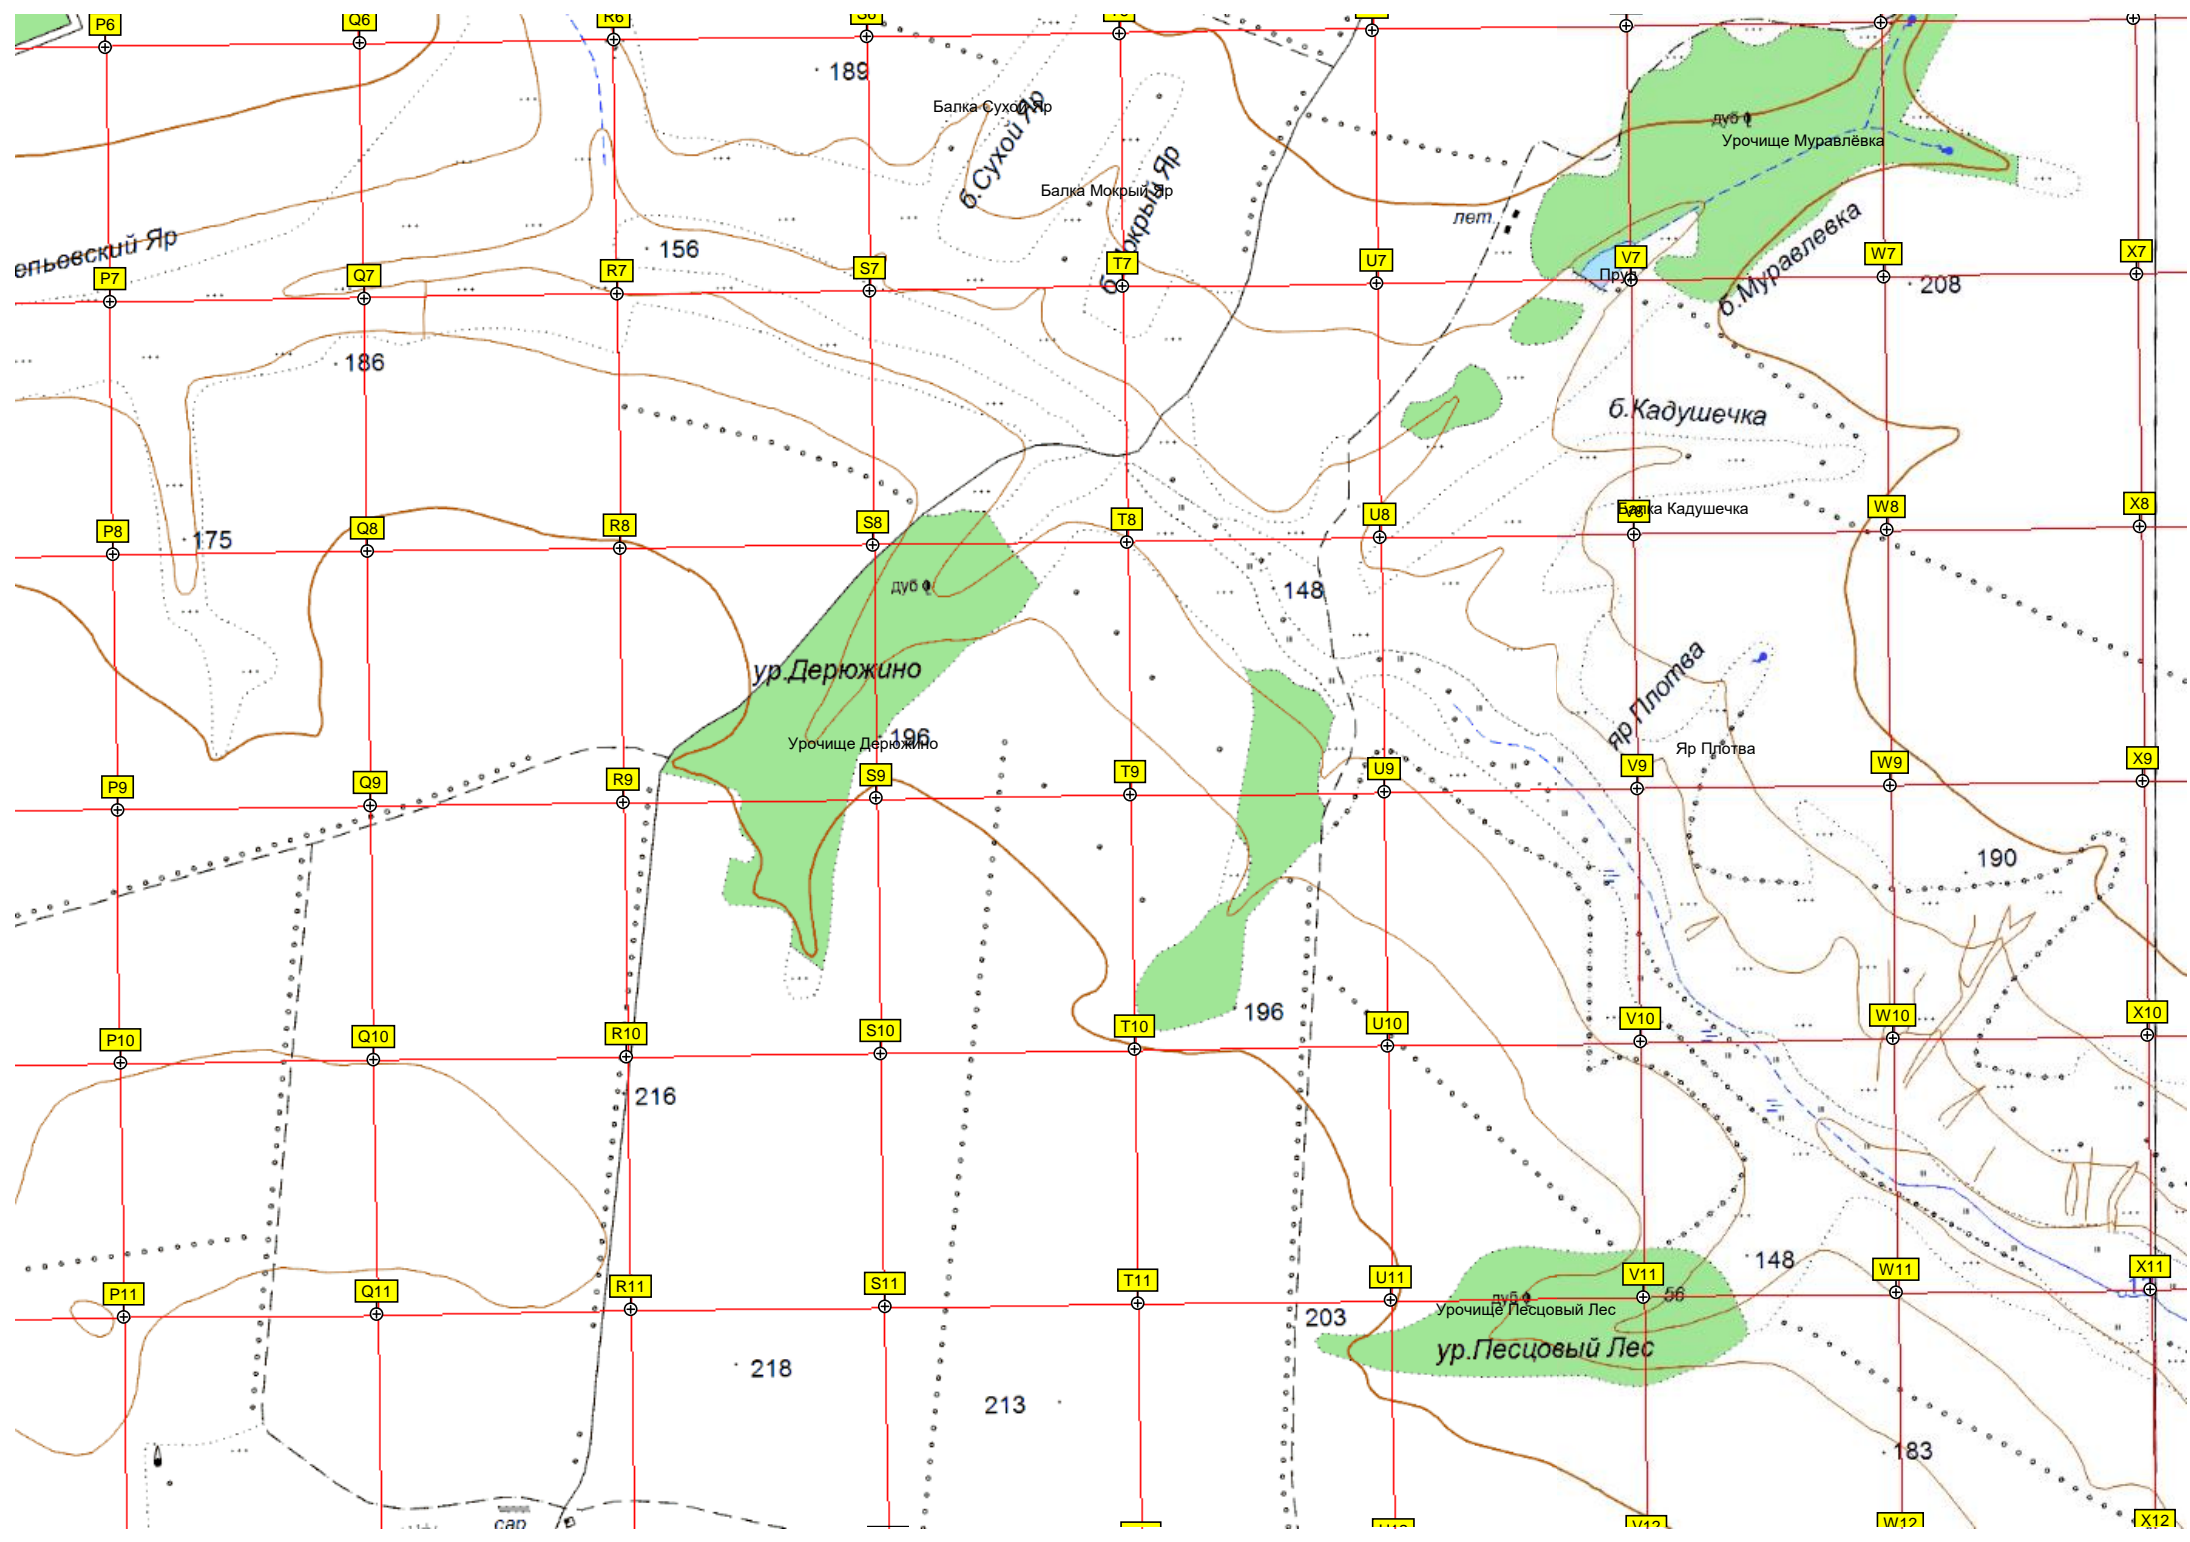 P6
Q6
R6
189
Балка Сухой Яр
б.Сухой Яр
Балка Мокрый Яр
б.Мокрый Яр
дуб
Урочище Муравлёвка
лет.
б.Муравлевка
156
P7
Q7
R7
S7
T7
U7
V7
W7
X7
Пруд
208
186
б.Кадушечка
P8
Q8
R8
S8
T8
U8
V8
W8
X8
Балка Кадушечка
175
дуб
148
ур.Дерюжино
яр Плотва
196
Урочище Дерюжино
Яр Плотва
P9
Q9
R9
S9
T9
U9
V9
W9
X9
190
196
P10
Q10
R10
S10
T10
U10
V10
W10
X10
216
148
P11
Q11
R11
S11
T11
U11
V11
W11
X11
дуб
56
203
Урочище Песцовый Лес
ур.Песцовый Лес
218
213
183
сар.
V12
W12
X12